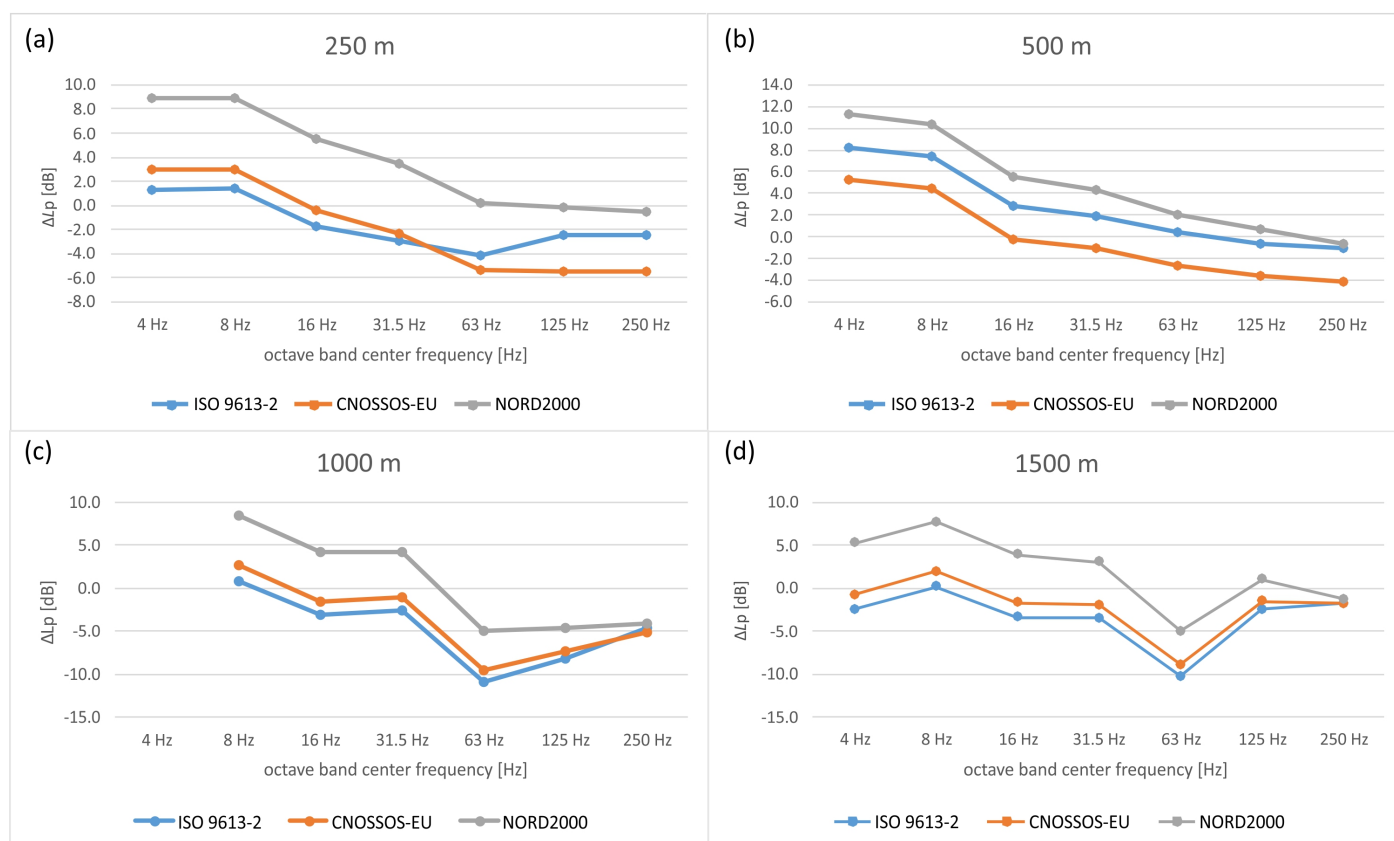 (a)
250 m
10.0
8.0
6.0
4.0
2.0
0.0
-2.0
-4.0
-6.0
-8.0
ΔLp [dB]
4 Hz 8 Hz 16 Hz 31.5 Hz 63 Hz 125 Hz 250 Hz
octave band center frequency [Hz]
ISO 9613-2 CNOSSOS-EU NORD2000
(b)
500 m
14.0
12.0
10.0
8.0
6.0
4.0
2.0
0.0
-2.0
-4.0
-6.0
ΔLp [dB]
4 Hz 8 Hz 16 Hz 31.5 Hz 63 Hz 125 Hz 250 Hz
octave band center frequency [Hz]
ISO 9613-2 CNOSSOS-EU NORD2000
(c)
1000 m
10.0
5.0
0.0
-5.0
-10.0
-15.0
ΔLp [dB]
4 Hz 8 Hz 16 Hz 31.5 Hz 63 Hz 125 Hz 250 Hz
octave band center frequency [Hz]
ISO 9613-2 CNOSSOS-EU NORD2000
(d)
1500 m
10.0
5.0
0.0
-5.0
-10.0
-15.0
ΔLp [dB]
4 Hz 8 Hz 16 Hz 31.5 Hz 63 Hz 125 Hz 250 Hz
octave band center frequency [Hz]
ISO 9613-2 CNOSSOS-EU NORD2000